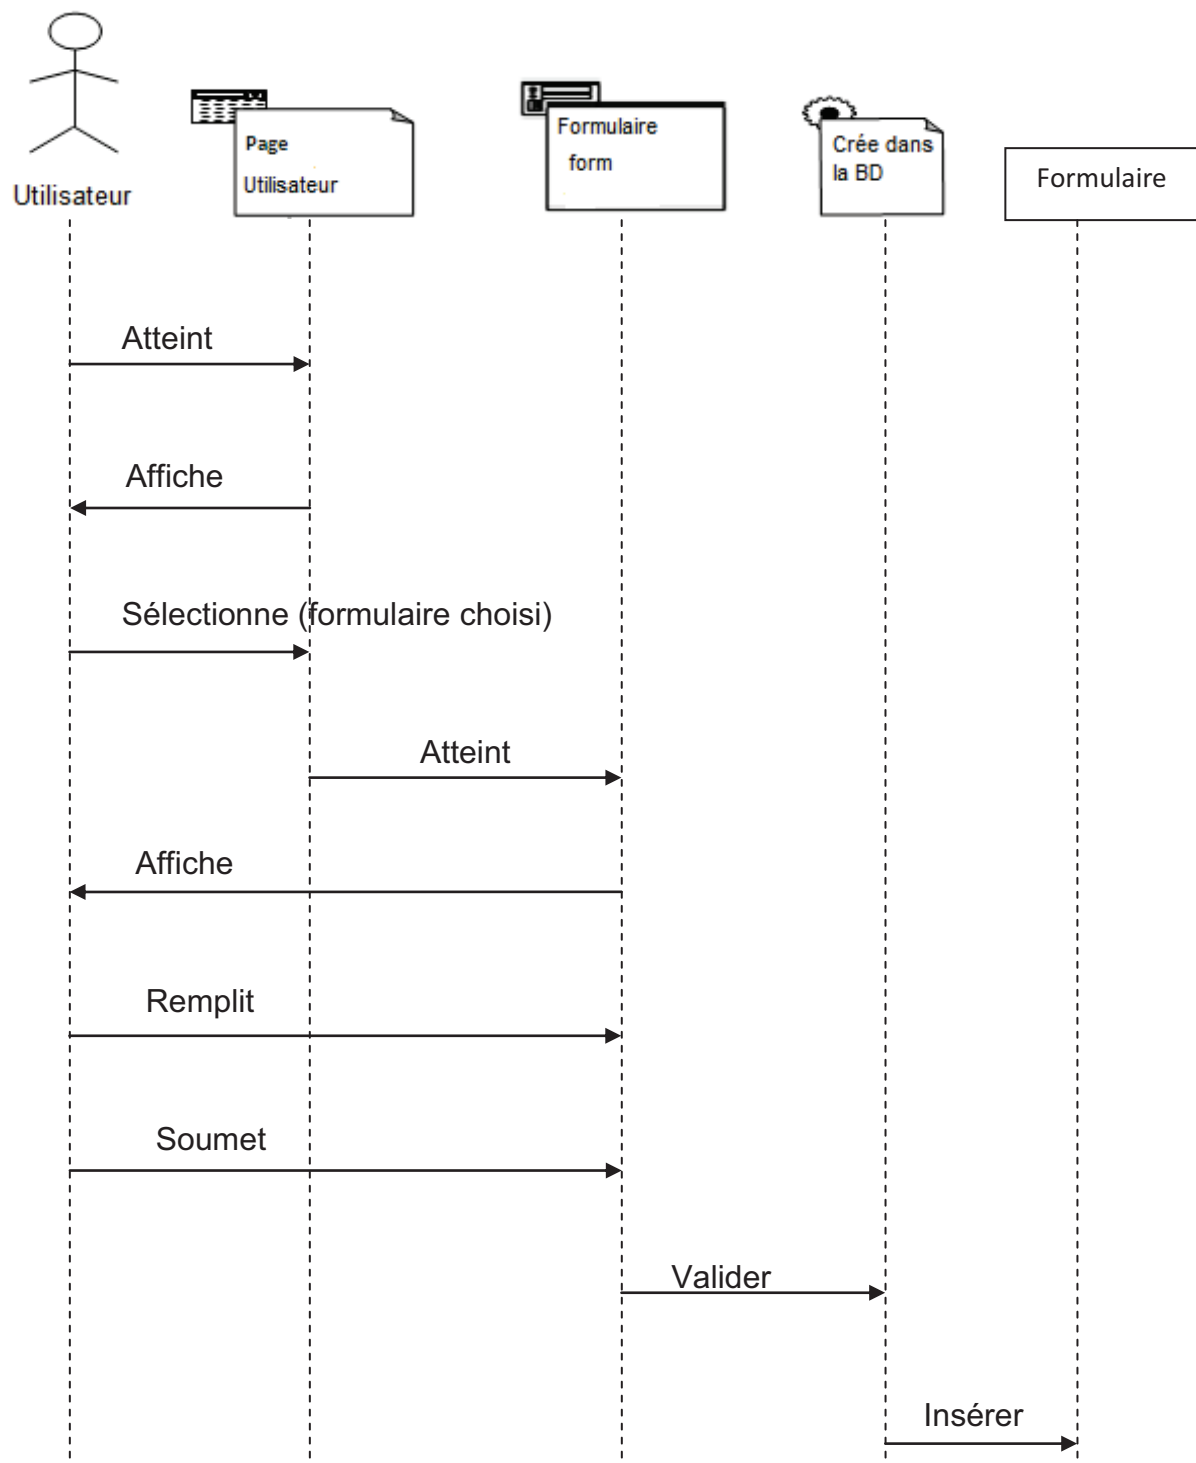 Utilisateur
Page
Utilisateur
Formulaire
form
Crée dans
la BD
Formulaire
Atteint
Affiche
Sélectionne (formulaire choisi)
Atteint
Affiche
Remplit
Soumet
Valider
Insérer